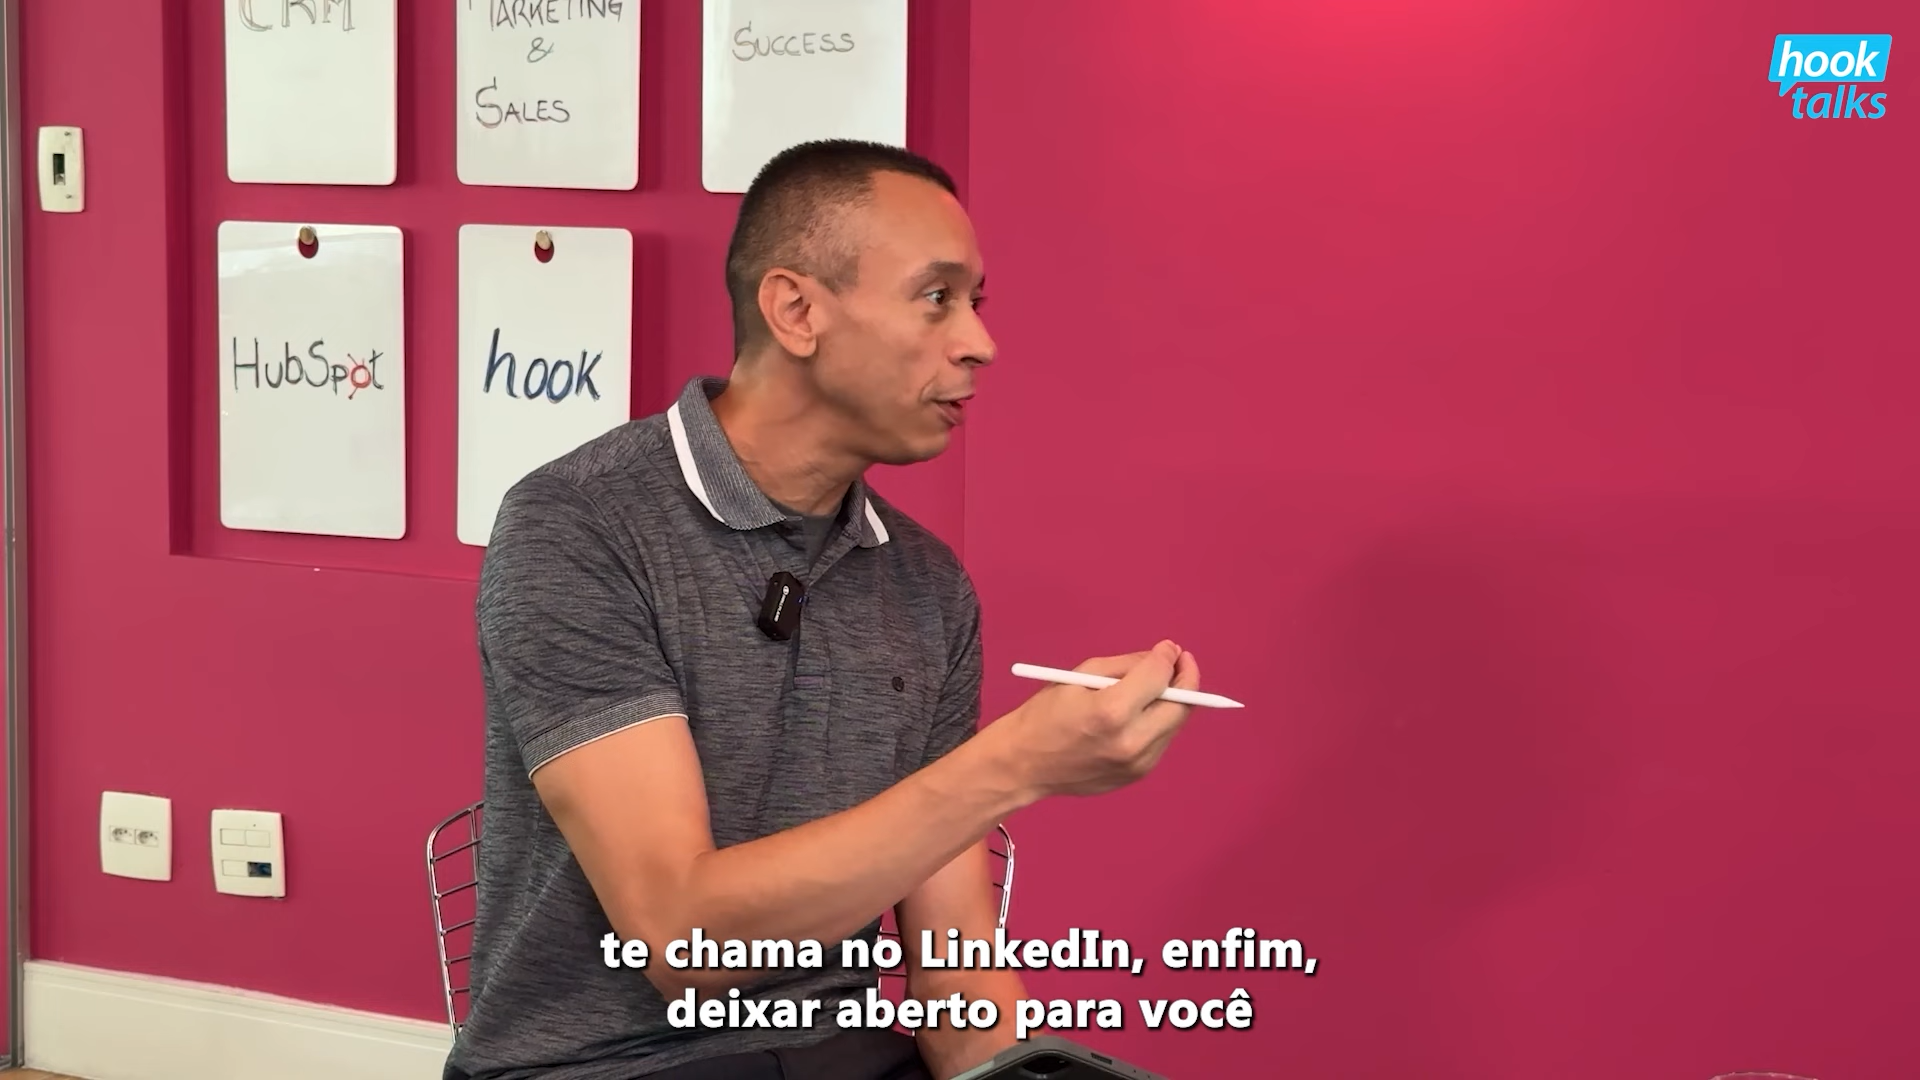 CRM
MARKETING
&
SALES
SUCCESS
hook
talks
HubSpot
hook
te chama no LinkedIn, enfim,
deixar aberto para você